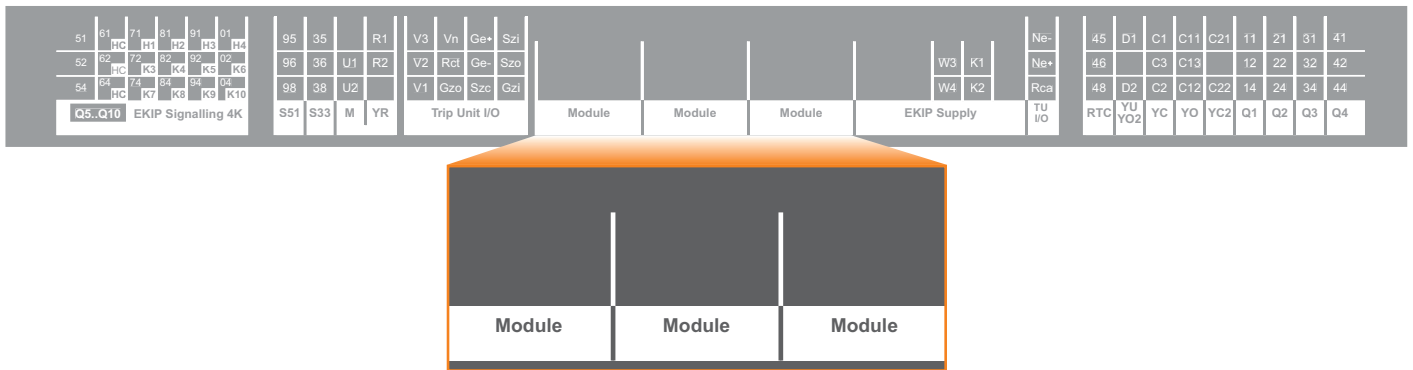 51 61 HC 71 H1 81 H2 91 H3 01 H4 95 35 R1 V3 Vn Ge+ Szi Ne- 45 D1 C1 C11 C21 11 21 31 41
52 62 HC 72 K3 82 K4 92 K5 02 K6 96 36 U1 R2 V2 Rct Ge- Szo W3 K1 Ne+ 46 C3 C13 12 22 32 42
54 64 HC 74 K7 84 K8 94 K9 04 K10 98 38 U2 V1 Gzo Szc Gzi W4 K2 Rca 48 D2 C2 C12 C22 14 24 34 44
Q5..Q10 EKIP Signalling 4K S51 S33 M YR Trip Unit I/O Module Module Module EKIP Supply TU I/O RTC YU YO2 YC YO YC2 Q1 Q2 Q3 Q4
Module Module Module